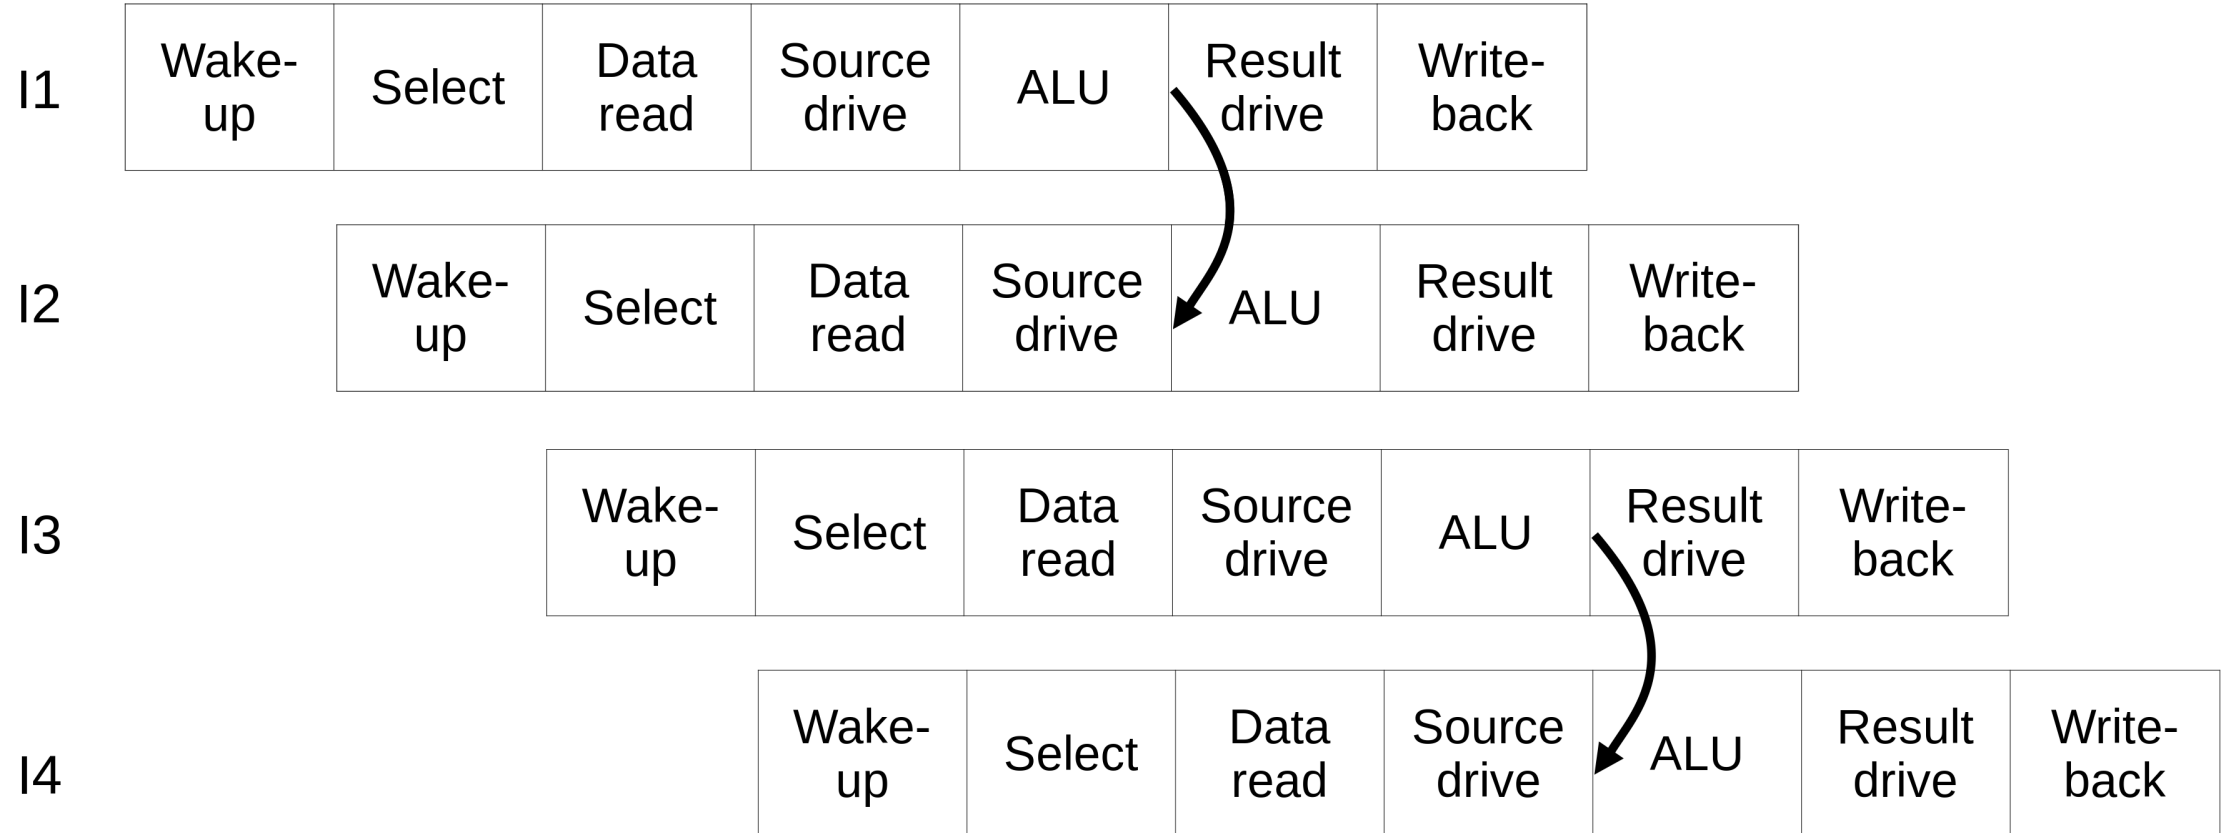 I1
Wake-
up
Select
Data
read
Source
drive
ALU
Result
drive
Write-
back
I2
Wake-
up
Select
Data
read
Source
drive
ALU
Result
drive
Write-
back
I3
Wake-
up
Select
Data
read
Source
drive
ALU
Result
drive
Write-
back
I4
Wake-
up
Select
Data
read
Source
drive
ALU
Result
drive
Write-
back